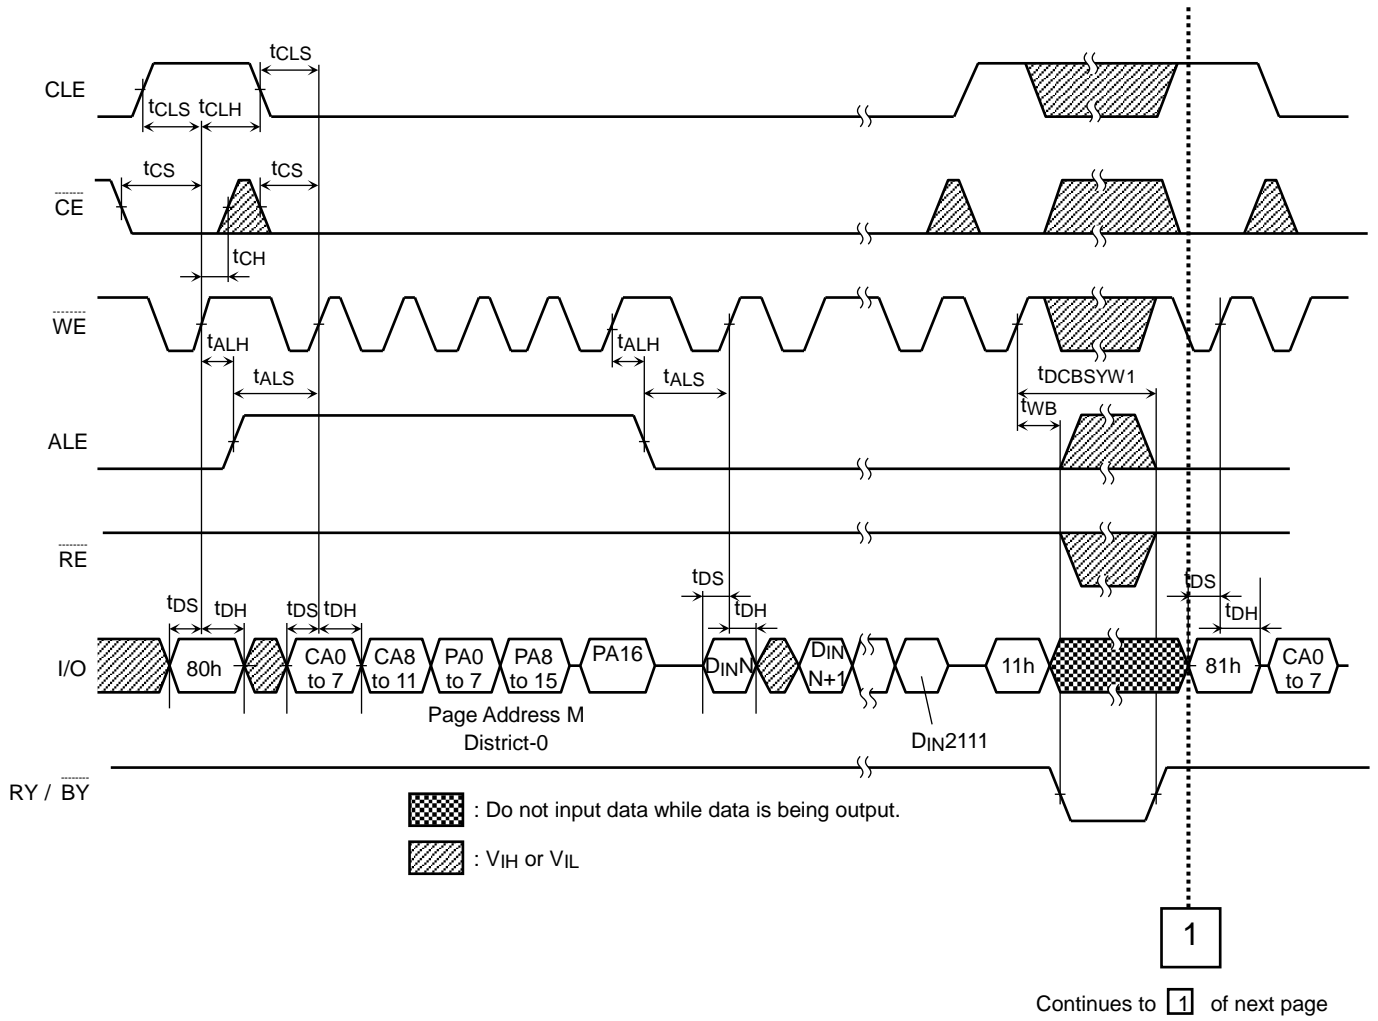 tCLS
CLE
tCLS tCLH
tCS tCS
CE
tCH
WE
tALH tALH
tALS tALS tDCBSYW1
tWB
ALE
RE
tDS tDS
tDS tDH tDS tDH tDH tDH
I/O 80h CA0 to 7 CA8 to 11 PA0 to 7 PA8 to 15 PA16 DINN DIN N+1 11h 81h CA0 to 7
Page Address M
District-0
DIN2111
RY / BY
: Do not input data while data is being output.
: VIH or VIL
1
Continues to 1 of next page